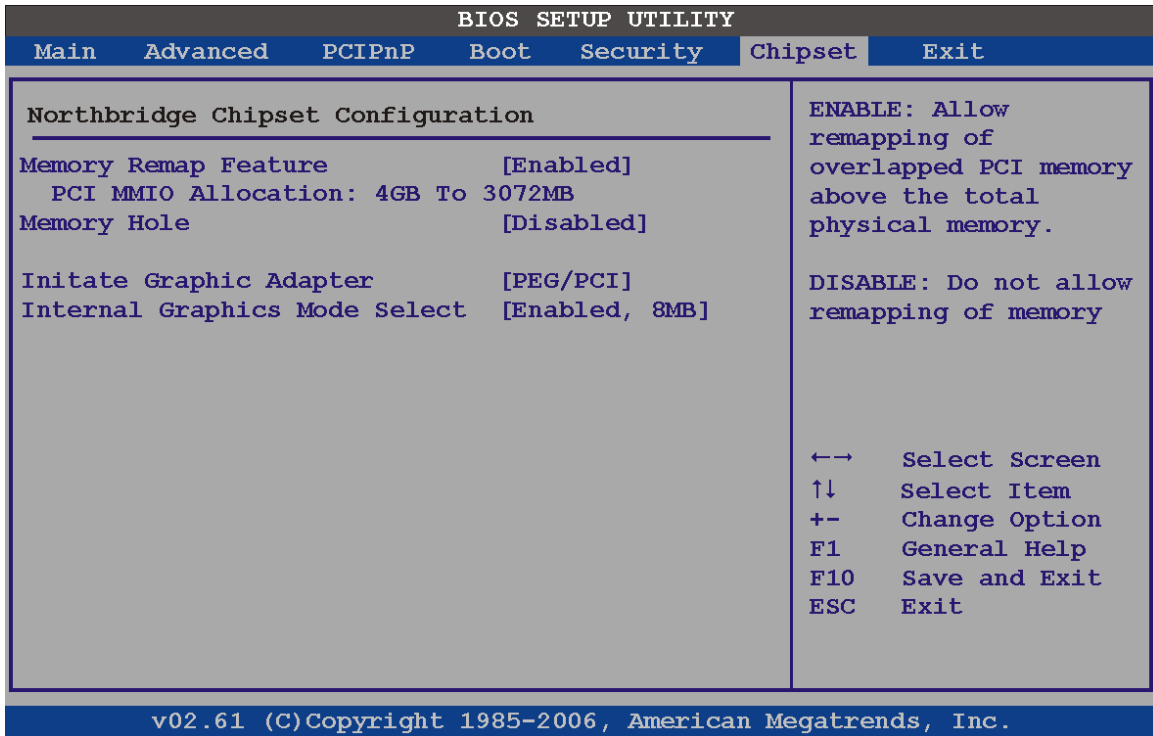 BIOS SETUP UTILITY
Main Advanced PCIPnP Boot Security Chipset Exit
Northbridge Chipset Configuration
Memory Remap Feature [Enabled]
PCI MMIO Allocation: 4GB To 3072MB
Memory Hole [Disabled]
Initate Graphic Adapter [PEG/PCI]
Internal Graphics Mode Select [Enabled, 8MB]
ENABLE: Allow
remapping of
overlapped PCI memory
above the total
physical memory.
DISABLE: Do not allow
remapping of memory
←→ Select Screen
↑↓ Select Item
+- Change Option
F1 General Help
F10 Save and Exit
ESC Exit
v02.61 (C)Copyright 1985-2006, American Megatrends, Inc.